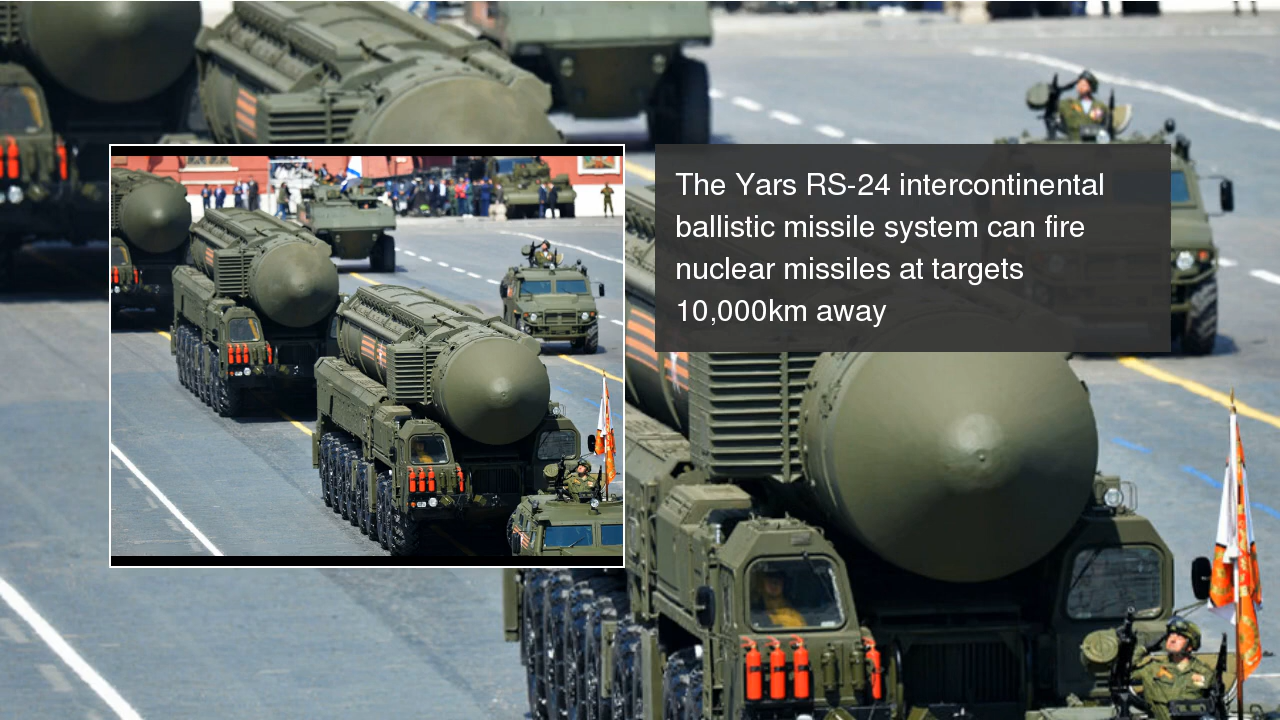 The Yars RS-24 intercontinental
ballistic missile system can fire
nuclear missiles at targets
10,000km away